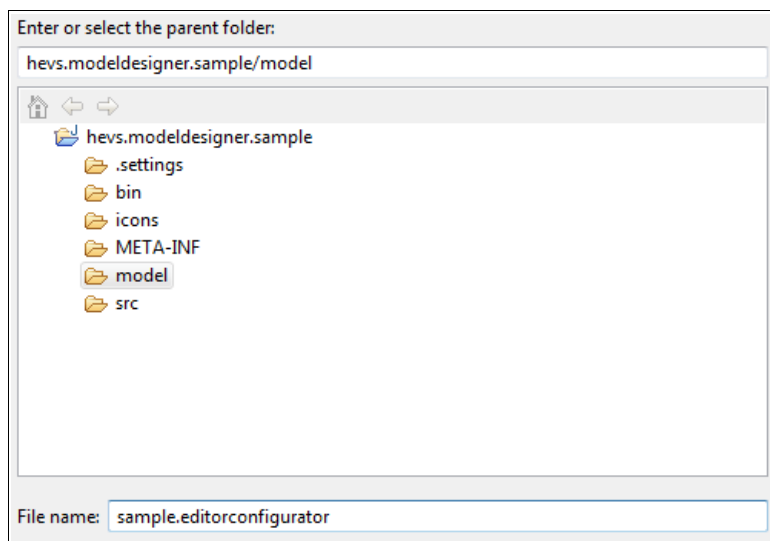 Enter or select the parent folder:
hevs.modeldesigner.sample/model
hevs.modeldesigner.sample
.settings
bin
icons
META-INF
model
src
File name: sample.editorconfigurator